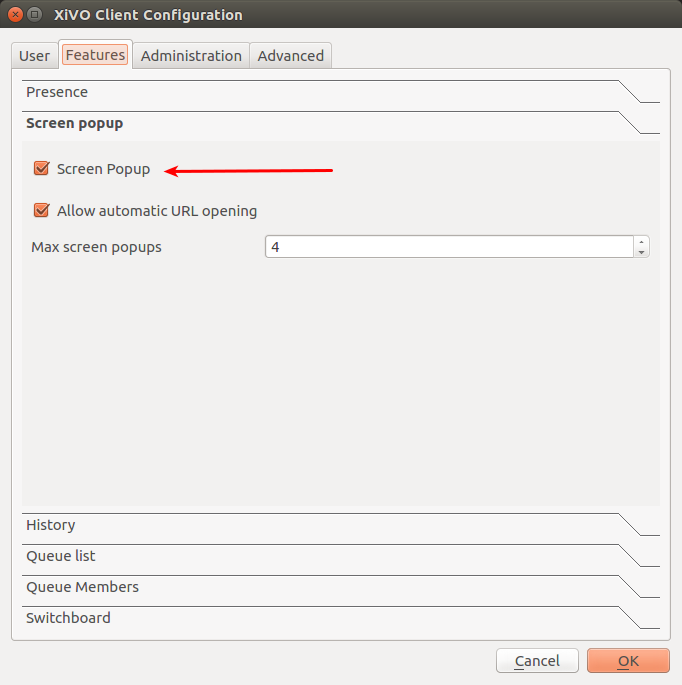 XiVO Client Configuration
User Features Administration Advanced
Presence
Screen popup
Screen Popup
Allow automatic URL opening
Max screen popups 4
History
Queue list
Queue Members
Switchboard
Cancel OK